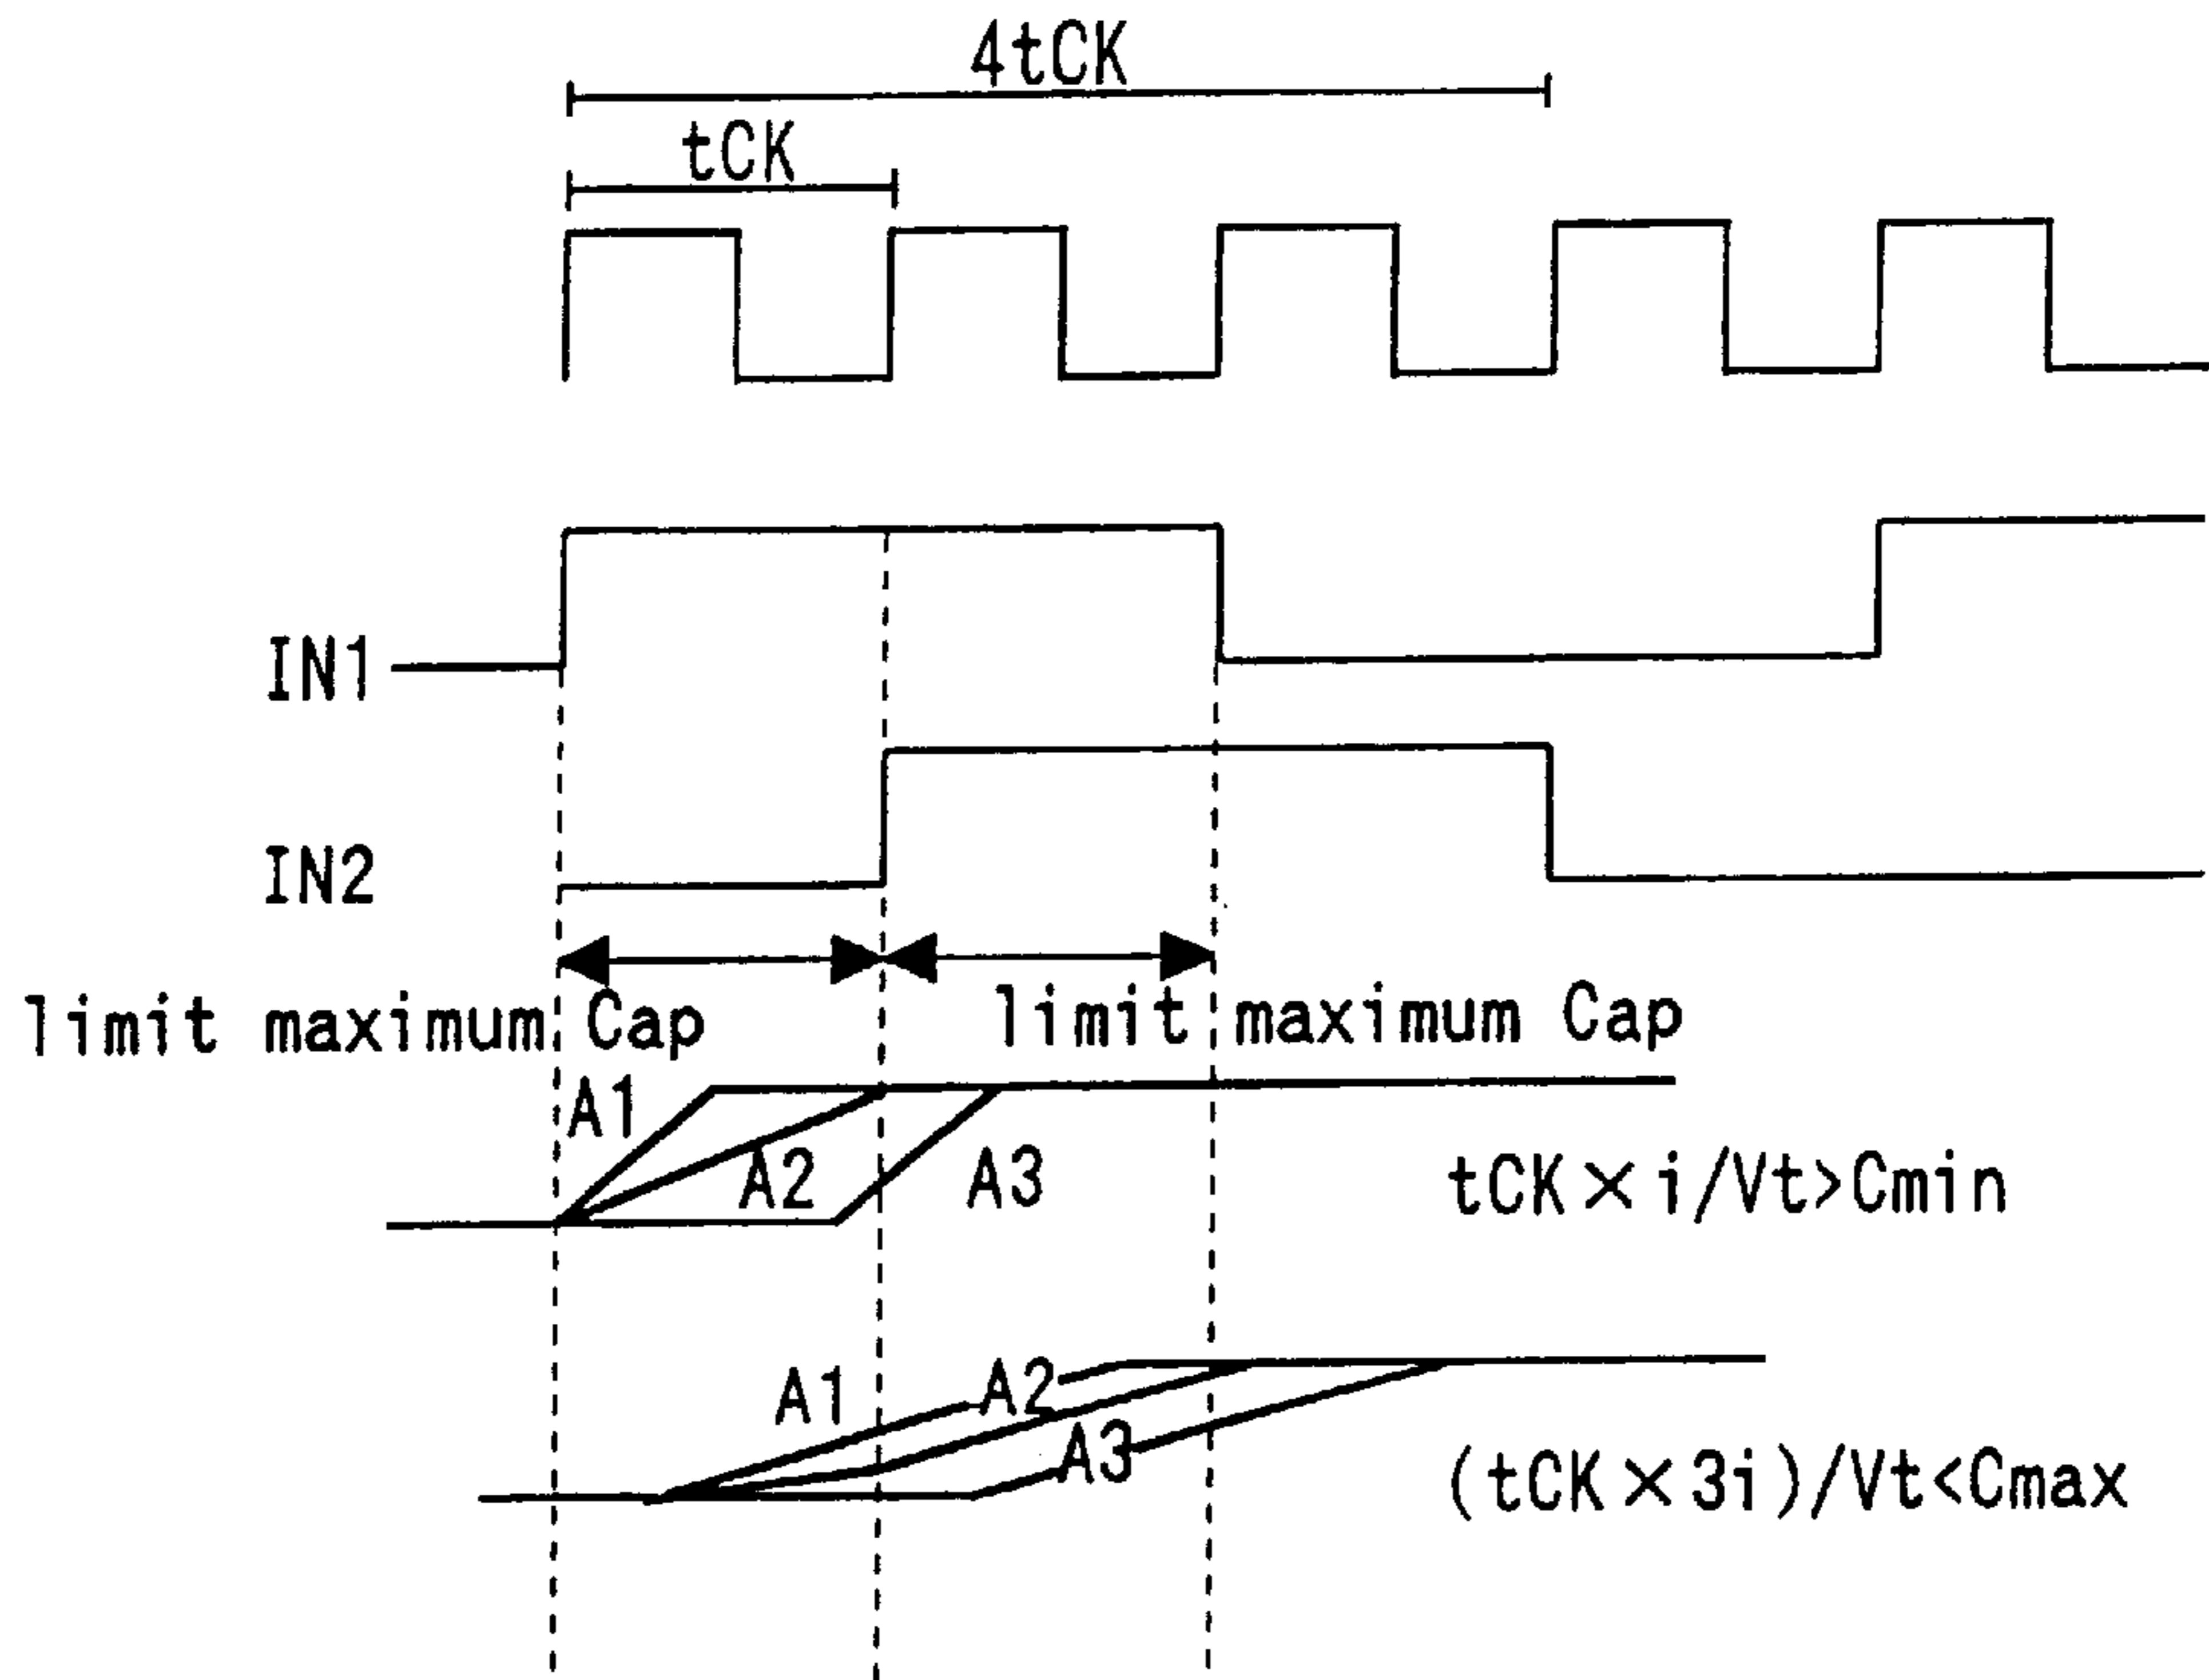 4tCK
tCK
IN1
IN2
limit maximum Cap
limit maximum Cap
A1
A2
A3
tCK×i/Vt>Cmin
A1
A2
A3
(tCK×3i)/Vt<Cmax